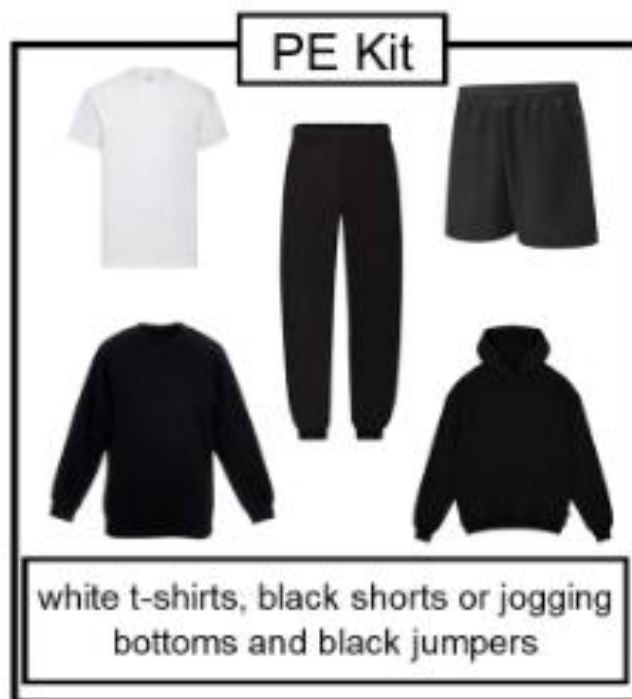 PE Kit
white t-shirts, black shorts or jogging
bottoms and black jumpers